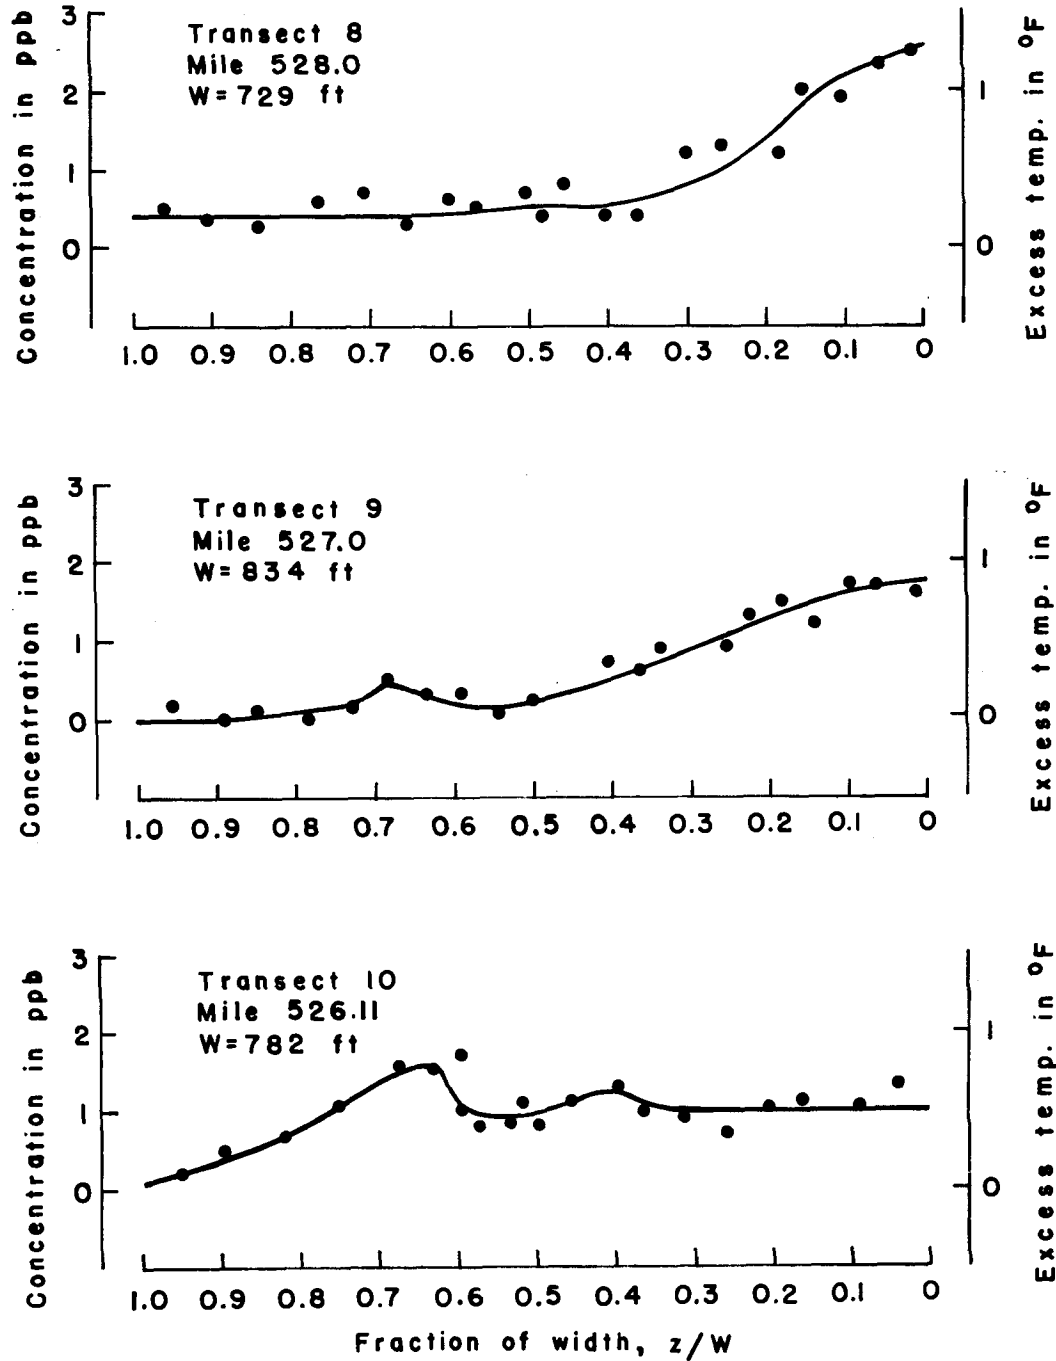 Concentration in ppb
3
2
1
0
Transect 8
Mile 528.0
W=729 ft
1
0
Excess temp. in °F
1.0 0.9 0.8 0.7 0.6 0.5 0.4 0.3 0.2 0.1 0
Concentration in ppb
3
2
1
0
Transect 9
Mile 527.0
W=834 ft
1
0
Excess temp. in °F
1.0 0.9 0.8 0.7 0.6 0.5 0.4 0.3 0.2 0.1 0
Concentration in ppb
3
2
1
0
Transect 10
Mile 526.11
W=782 ft
1
0
Excess temp. in °F
1.0 0.9 0.8 0.7 0.6 0.5 0.4 0.3 0.2 0.1 0
Fraction of width, z/W